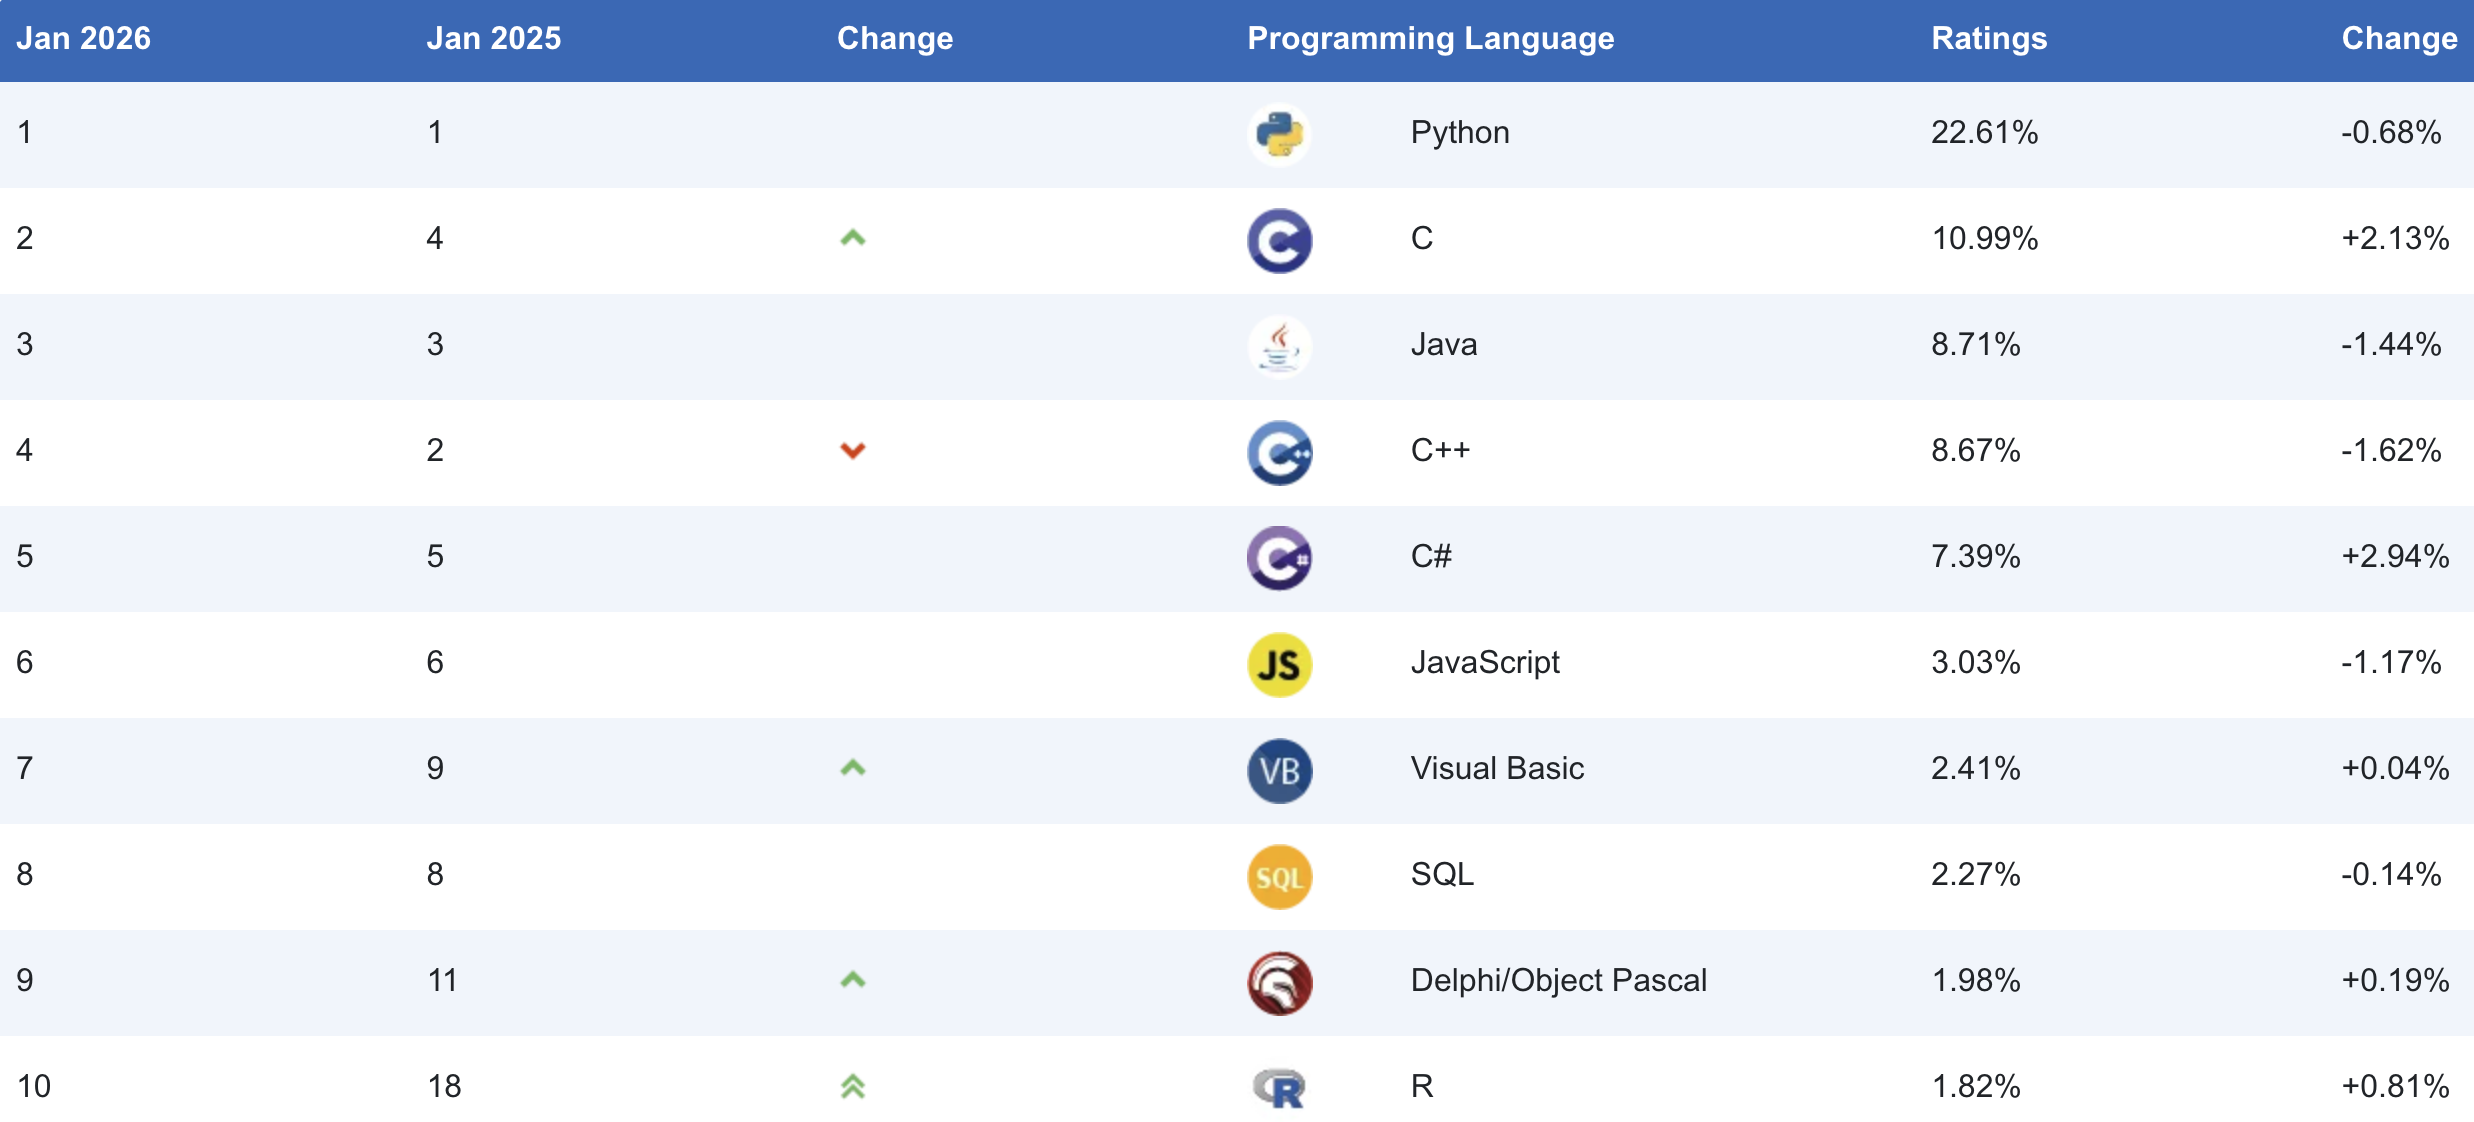 Jan 2026 Jan 2025 Change Programming Language Ratings Change
1 1 Python 22.61% -0.68%
2 4 C 10.99% +2.13%
3 3 Java 8.71% -1.44%
4 2 C++ 8.67% -1.62%
5 5 C# 7.39% +2.94%
6 6 JS JavaScript 3.03% -1.17%
7 9 VB Visual Basic 2.41% +0.04%
8 8 SQL SQL 2.27% -0.14%
9 11 Delphi/Object Pascal 1.98% +0.19%
10 18 R R 1.82% +0.81%